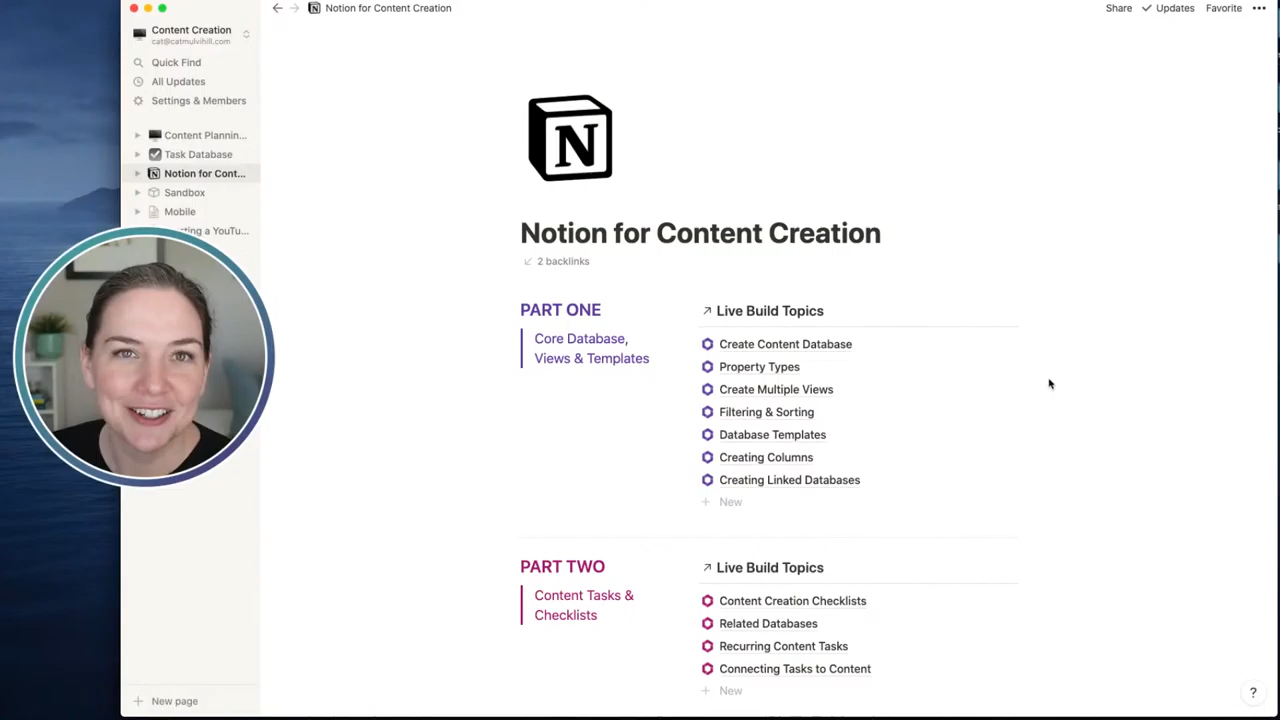 Notion for Content Creation
Share
Updates
Favorite
Content Creation
cat@catmulvihill.com
Quick Find
All Updates
Settings & Members
Content Plannin...
Task Database
Notion for Cont...
Sandbox
Mobile
YouTu...
New page
N
Notion for Content Creation
2 backlinks
PART ONE
Core Database,
Views & Templates
Live Build Topics
Create Content Database
Property Types
Create Multiple Views
Filtering & Sorting
Database Templates
Creating Columns
Creating Linked Databases
New
PART TWO
Content Tasks &
Checklists
Live Build Topics
Content Creation Checklists
Related Databases
Recurring Content Tasks
Connecting Tasks to Content
New
?